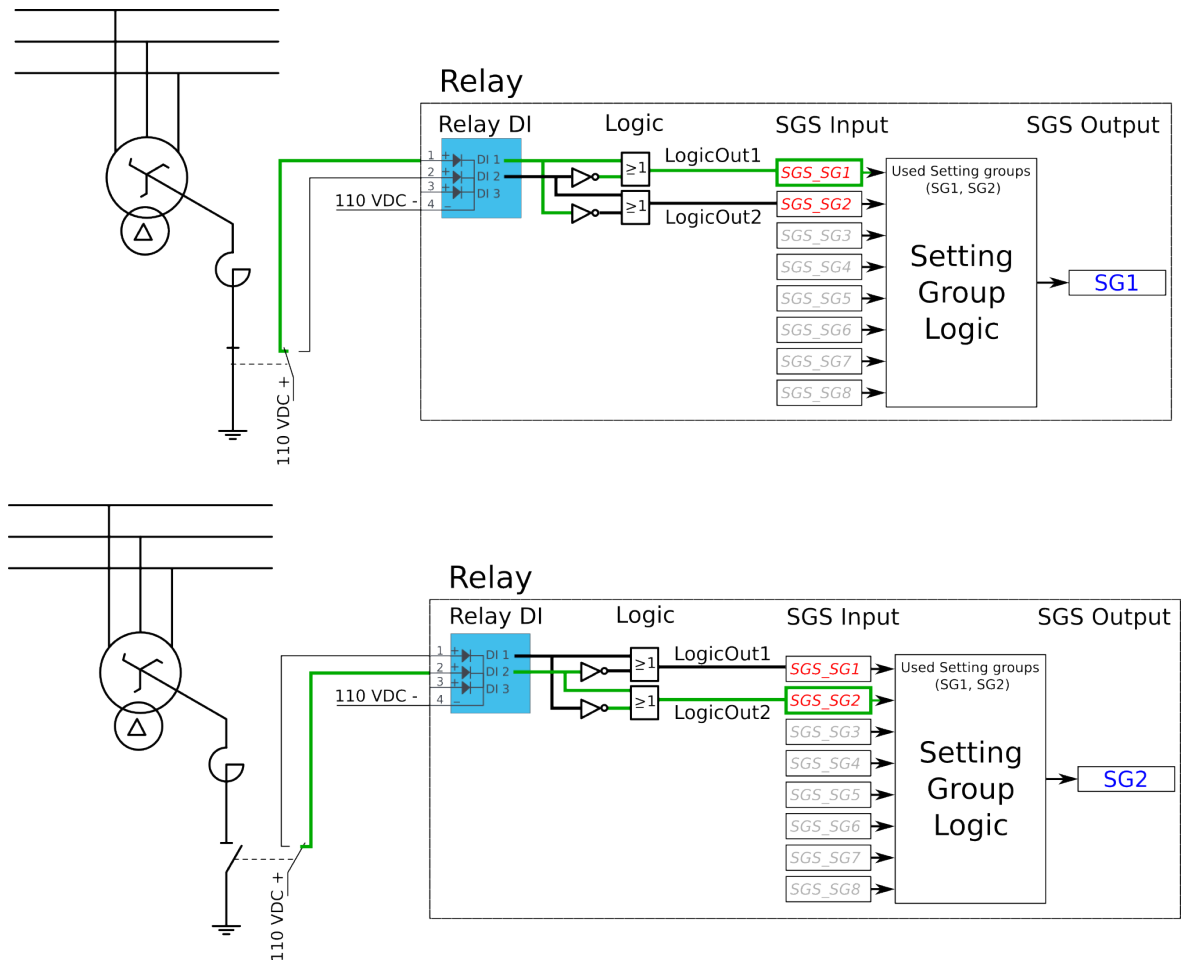 Relay
Relay DI
Logic
SGS Input
SGS Output
1 +
2 +
3 +
4 −
DI 1
DI 2
DI 3
110 VDC -
≥1
≥1
LogicOut1
LogicOut2
SGS_SG1
SGS_SG2
SGS_SG3
SGS_SG4
SGS_SG5
SGS_SG6
SGS_SG7
SGS_SG8
Used Setting groups
(SG1, SG2)
Setting
Group
Logic
SG1
110 VDC +
Relay
Relay DI
Logic
SGS Input
SGS Output
1 +
2 +
3 +
4 −
DI 1
DI 2
DI 3
110 VDC -
≥1
≥1
LogicOut1
LogicOut2
SGS_SG1
SGS_SG2
SGS_SG3
SGS_SG4
SGS_SG5
SGS_SG6
SGS_SG7
SGS_SG8
Used Setting groups
(SG1, SG2)
Setting
Group
Logic
SG2
110 VDC +